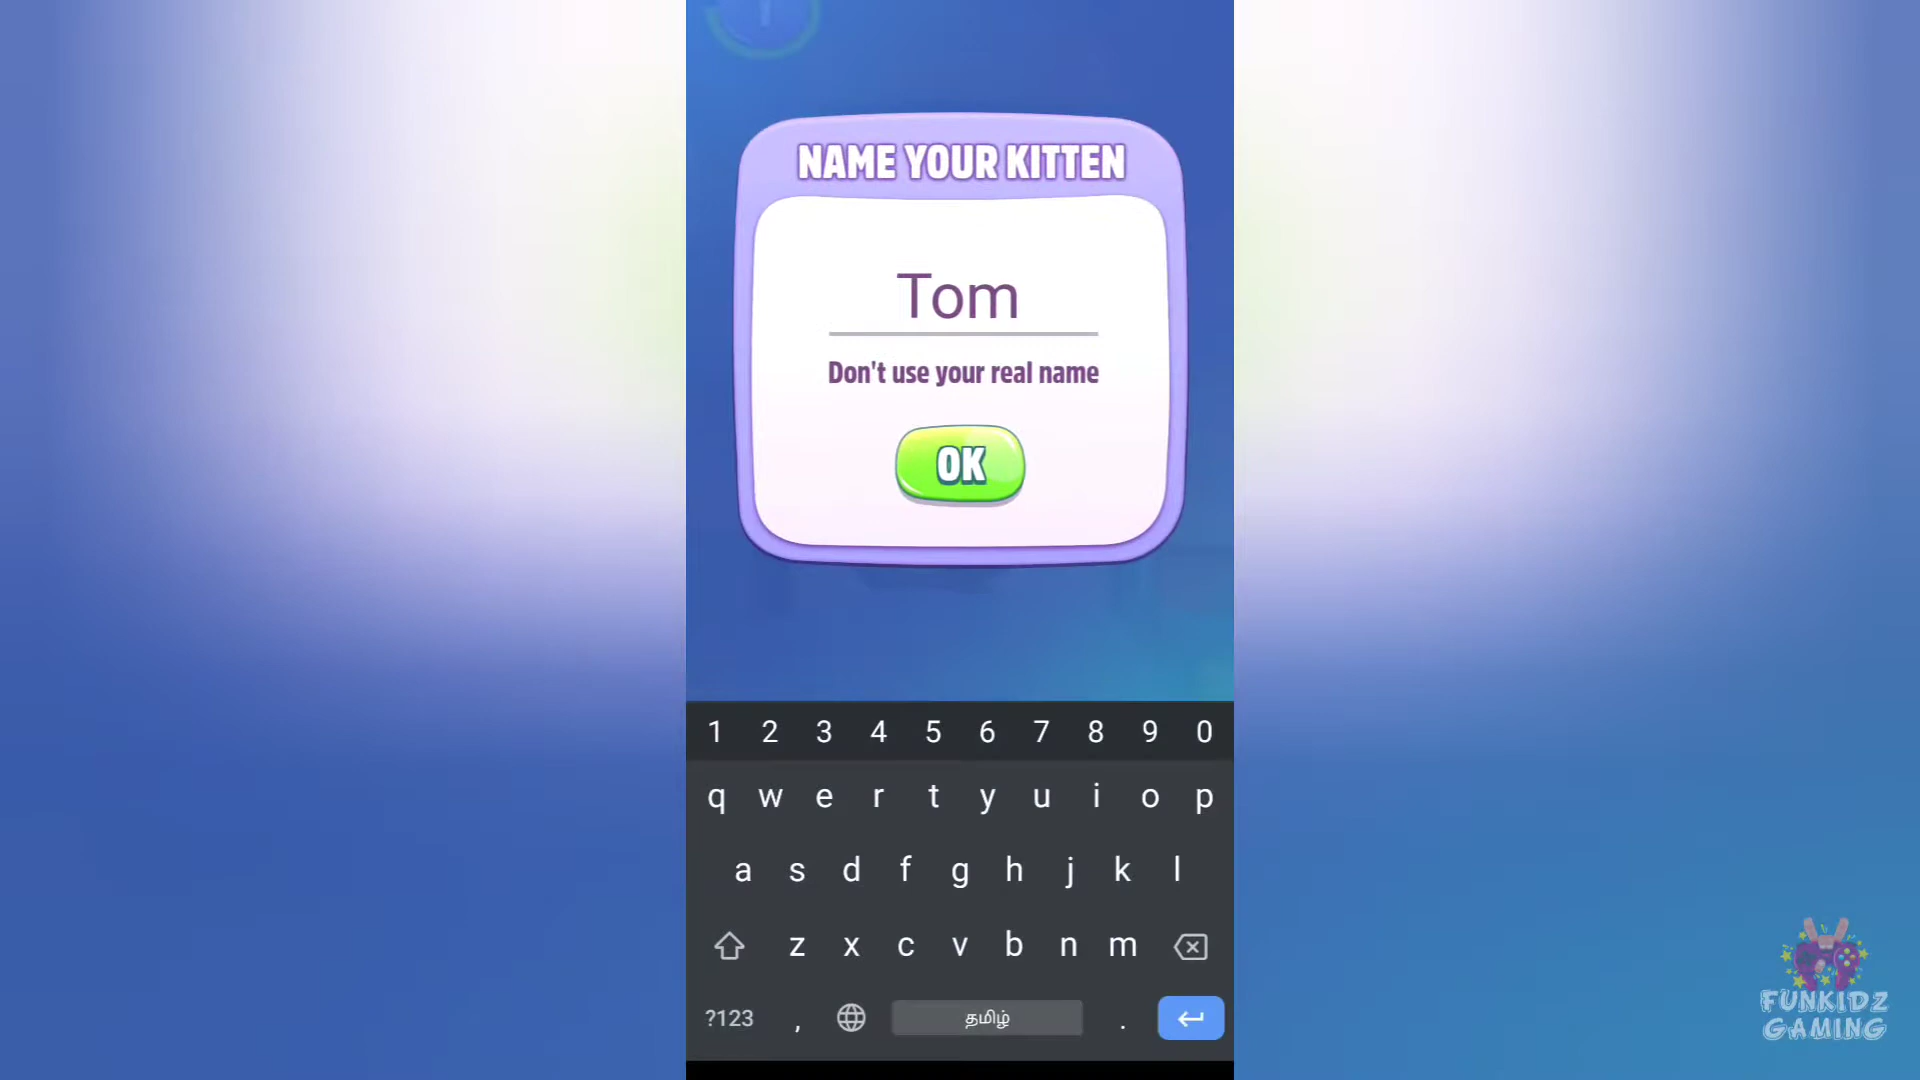 NAME YOUR KITTEN
Tom
Don't use your real name
OK
1 2 3 4 5 6 7 8 9 0
q w e r t y u i o p
a s d f g h j k l
z x c v b n m
?123 , தமிழ் .
FUNKIDZ
GAMING